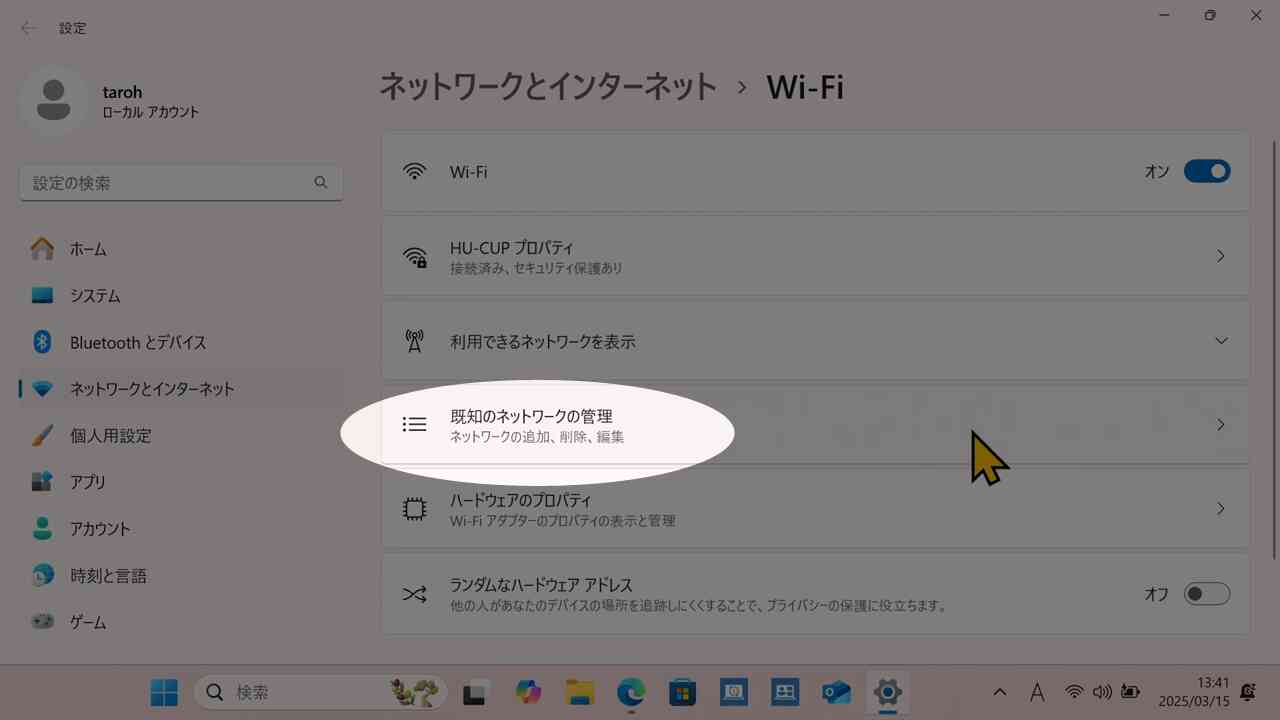 設定
taroh
ローカル アカウント
設定の検索
ホーム
システム
Bluetooth とデバイス
ネットワークとインターネット
個人用設定
アプリ
アカウント
時刻と言語
ゲーム
ネットワークとインターネット › Wi-Fi
Wi-Fi
オン
HU-CUP プロパティ
接続済み、セキュリティ保護あり
利用できるネットワークを表示
既知のネットワークの管理
ネットワークの追加、削除、編集
ハードウェアのプロパティ
Wi-Fi アダプターのプロパティの表示と管理
ランダムなハードウェア アドレス
他の人があなたのデバイスの場所を追跡しにくくすることで、プライバシーの保護に役立ちます。
オフ
検索
A
13:41
2025/03/15